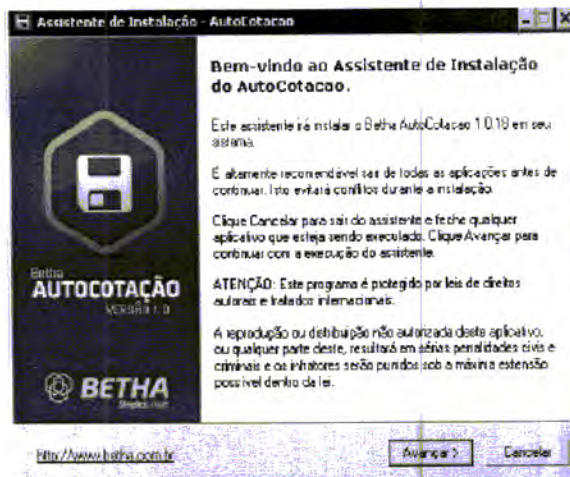 Assistente de Instalação - AutoCotacao
Bem-vindo ao Assistente de Instalação
do AutoCotacao.
Este assistente irá instalar o Betha AutoCotacao 1.0.18 em seu
sistema.
É altamente recomendável sair de todas as aplicações antes de
continuar. Isto evitará conflitos durante a instalação.
Clique Cancelar para sair do assistente e feche qualquer
aplicativo que esteja sendo executado. Clique Avançar para
continuar com a execução do assistente.
ATENÇÃO: Este programa é protegido por leis de direitos
autorais e tratados internacionais.
A reprodução ou distribuição não autorizada deste aplicativo,
ou qualquer parte deste, resultará em sérias penalidades civis e
criminais e os infratores serão punidos sob a máxima extensão
possível dentro da lei.
Betha
AUTOCOTAÇÃO
VERSÃO 1.0
BETHA
http://www.betha.com.br
Avançar >
Cancelar